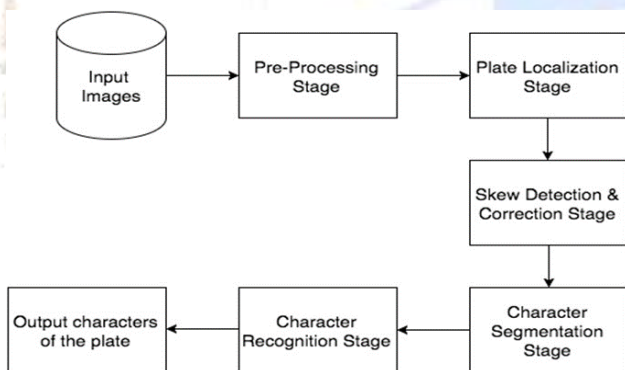 Input
Images
Pre-Processing
Stage
Plate Localization
Stage
Skew Detection &
Correction Stage
Character
Segmentation
Stage
Character
Recognition Stage
Output characters
of the plate